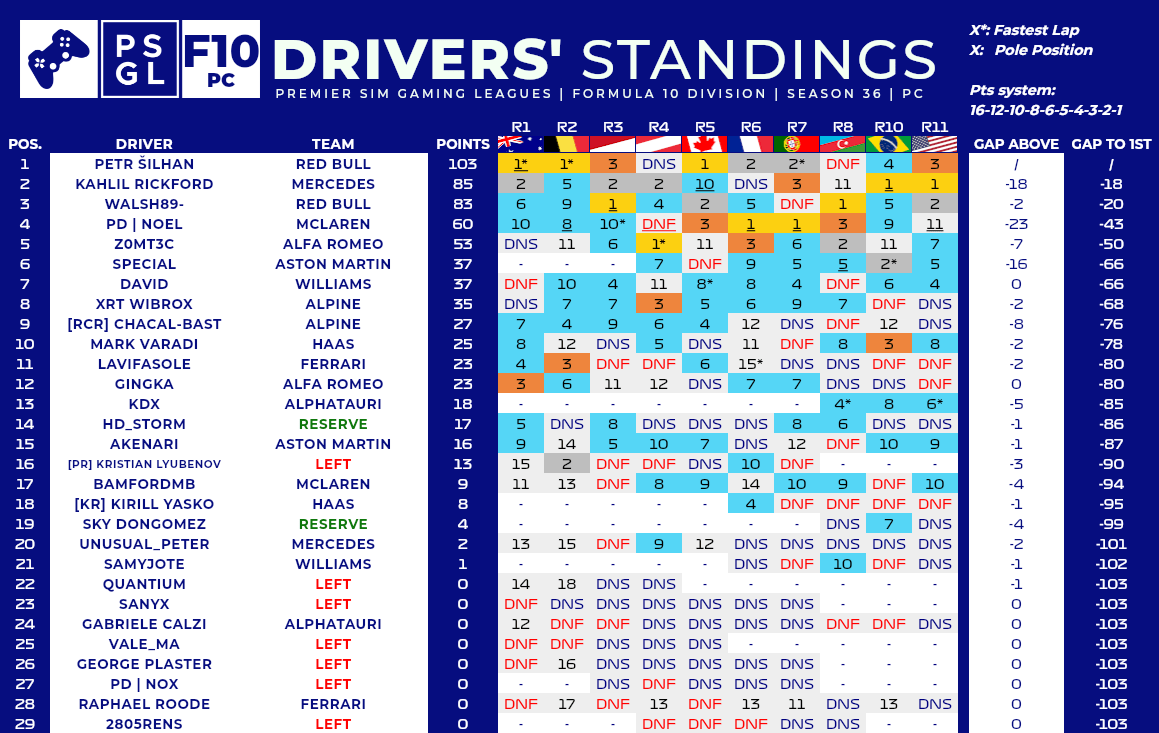 PS GL F10 PC DRIVERS' STANDINGS
PREMIER SIM GAMING LEAGUES | FORMULA 10 DIVISION | SEASON 36 | PC
X*: Fastest Lap
X: Pole Position
Pts system:
16-12-10-8-6-5-4-3-2-1
R1 R2 R3 R4 R5 R6 R7 R8 R10 R11
POS. DRIVER TEAM POINTS GAP ABOVE GAP TO 1ST
1 PETR ŠILHAN RED BULL 103 1* 1* 3 DNS 1 2 2* DNF 4 3 / /
2 KAHLIL RICKFORD MERCEDES 85 2 5 2 2 10 DNS 3 11 1 1 -18 -18
3 WALSH89- RED BULL 83 6 9 1 4 2 5 DNF 1 5 2 -2 -20
4 PD | NOEL MCLAREN 60 10 8 10* DNF 3 1 1 3 9 11 -23 -43
5 Z0MT3C ALFA ROMEO 53 DNS 11 6 1* 11 3 6 2 11 7 -7 -50
6 SPECIAL ASTON MARTIN 37 - - - 7 DNF 9 5 5 2* 5 -16 -66
7 DAVID WILLIAMS 37 DNF 10 4 11 8* 8 4 DNF 6 4 0 -66
8 XRT WIBROX ALPINE 35 DNS 7 7 3 5 6 9 7 DNF DNS -2 -68
9 [RCR] CHACAL-BAST ALPINE 27 7 4 9 6 4 12 DNS DNF 12 DNS -8 -76
10 MARK VARADI HAAS 25 8 12 DNS 5 DNS 11 DNF 8 3 8 -2 -78
11 LAVIFASOLE FERRARI 23 4 3 DNF DNF 6 15* DNS DNS DNF DNF -2 -80
12 GINGKA ALFA ROMEO 23 3 6 11 12 DNS 7 7 DNS DNS DNF 0 -80
13 KDX ALPHATAURI 18 - - - - - - - 4* 8 6* -5 -85
14 HD_STORM RESERVE 17 5 DNS 8 DNS DNS DNS 8 6 DNS DNS -1 -86
15 AKENARI ASTON MARTIN 16 9 14 5 10 7 DNS 12 DNF 10 9 -1 -87
16 [PR] KRISTIAN LYUBENOV LEFT 13 15 2 DNF DNF DNS 10 DNF - - - -3 -90
17 BAMFORDMB MCLAREN 9 11 13 DNF 8 9 14 10 9 DNF 10 -4 -94
18 [KR] KIRILL YASKO HAAS 8 - - - - - 4 DNF DNF DNF DNF -1 -95
19 SKY DONGOMEZ RESERVE 4 - - - - - - - DNS 7 DNS -4 -99
20 UNUSUAL_PETER MERCEDES 2 13 15 DNF 9 12 DNS DNS DNS DNS DNS -2 -101
21 SAMYJOTE WILLIAMS 1 - - - - - DNS DNF 10 DNF DNS -1 -102
22 QUANTIUM LEFT 0 14 18 DNS DNS - - - - - - -1 -103
23 SANYX LEFT 0 DNF DNS DNS DNS DNS DNS DNS - - - 0 -103
24 GABRIELE CALZI ALPHATAURI 0 12 DNF DNF DNS DNS DNS DNS DNF DNF DNS 0 -103
25 VALE_MA LEFT 0 DNF DNF DNS DNS DNS - - - - - 0 -103
26 GEORGE PLASTER LEFT 0 DNF 16 DNS DNS DNS DNS DNS - - - 0 -103
27 PD | NOX LEFT 0 - - DNS DNF DNS DNS DNS - - - 0 -103
28 RAPHAEL ROODE FERRARI 0 DNF 17 DNF 13 DNF 13 11 DNS 13 DNS 0 -103
29 2805RENS LEFT 0 - - - DNF DNF DNF DNS DNS - - 0 -103